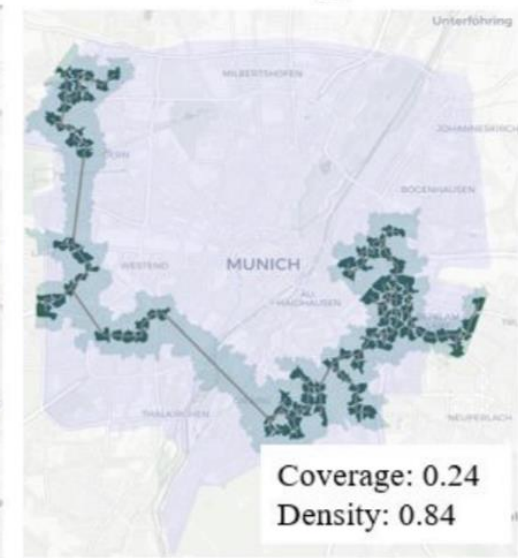 Unterföhring
MILBERTSHOFEN
JOHANNESKIRCH
BOGENHAUSEN
WESTEND
MUNICH
AU
HAIDHAUSEN
THALKIRCHEN
NEUPERLACH
Coverage: 0.24
Density: 0.84